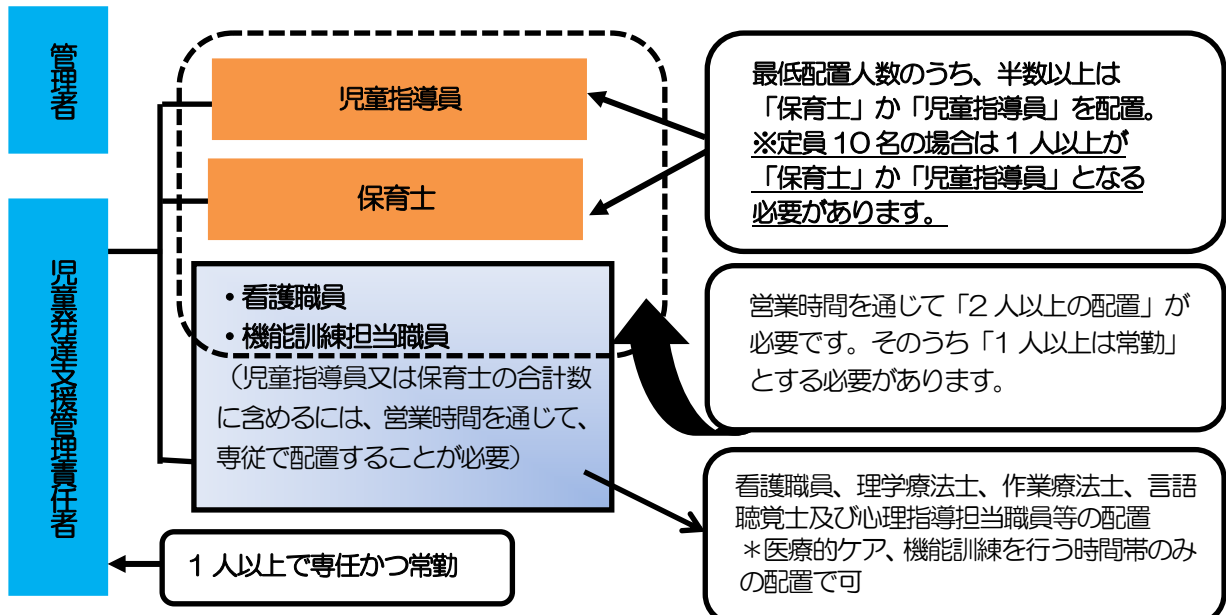 管理者
児童発達支援管理責任者
児童指導員
保育士
・看護職員
・機能訓練担当職員
（児童指導員又は保育士の合計数
に含めるには、営業時間を通じて、
専従で配置することが必要）
1 人以上で専任かつ常勤
最低配置人数のうち、半数以上は
「保育士」か「児童指導員」を配置。
※定員 10 名の場合は 1 人以上が
「保育士」か「児童指導員」となる
必要があります。
営業時間を通じて「2 人以上の配置」が
必要です。そのうち「1 人以上は常勤」
とする必要があります。
看護職員、理学療法士、作業療法士、言語
聴覚士及び心理指導担当職員等の配置
＊医療的ケア、機能訓練を行う時間帯のみ
の配置で可